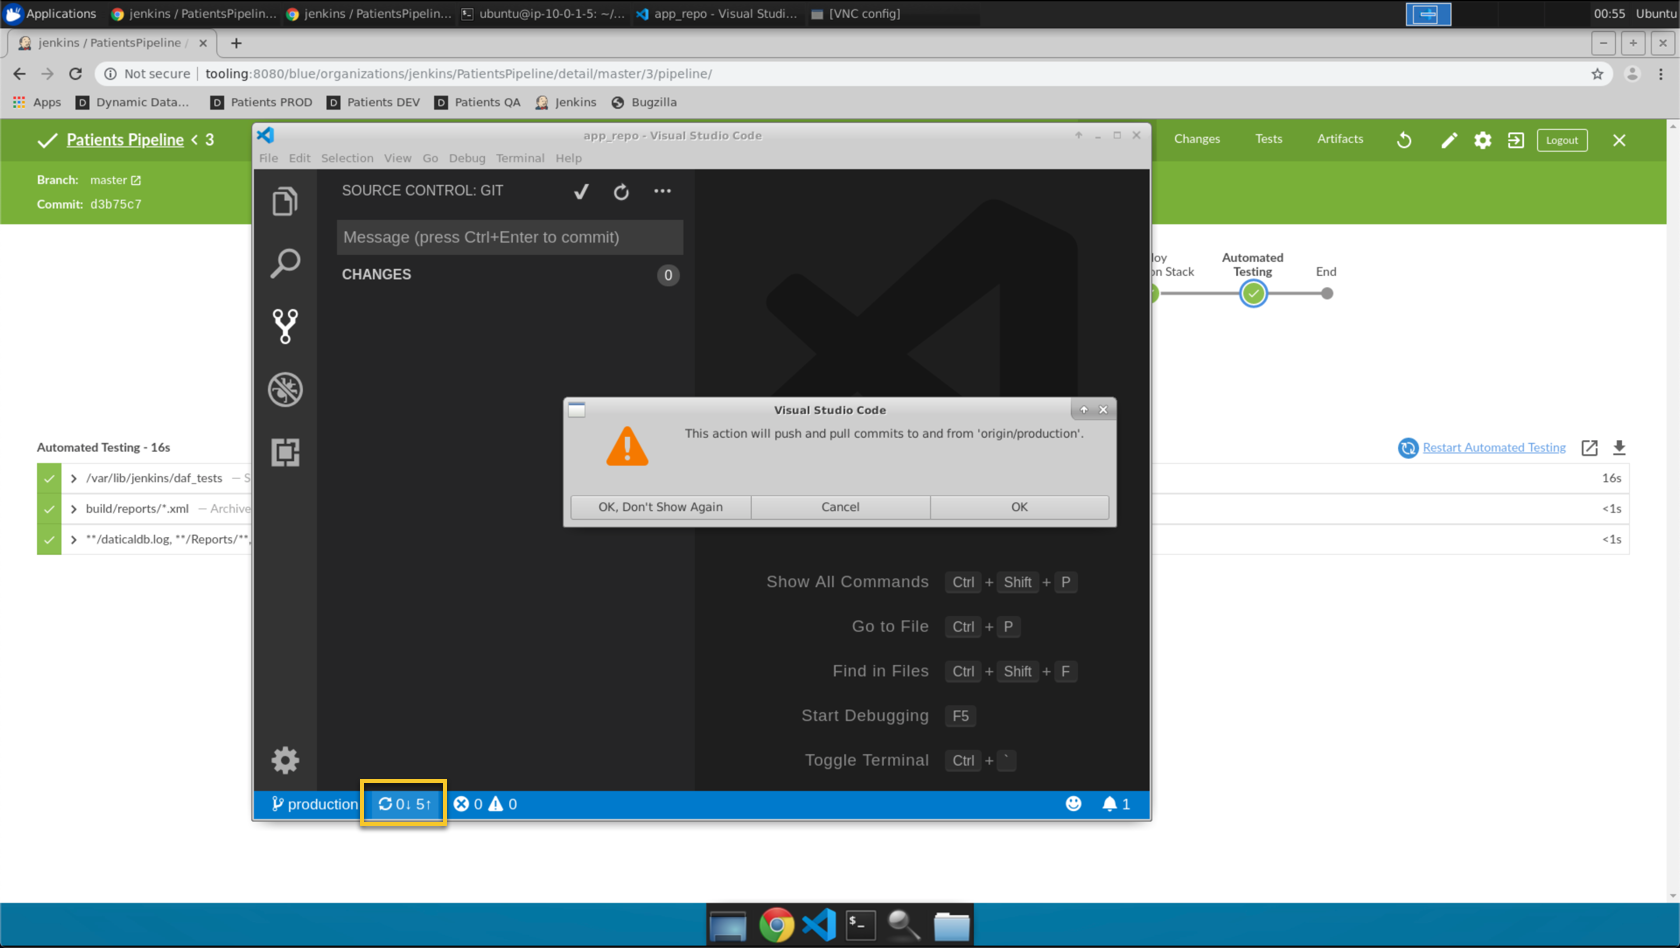 Applications
jenkins / PatientsPipelin...
jenkins / PatientsPipelin...
ubuntu@ip-10-0-1-5: ~/...
app_repo - Visual Studi...
[VNC config]
00:55 Ubuntu
jenkins / PatientsPipeline /
Not secure
tooling:8080/blue/organizations/jenkins/PatientsPipeline/detail/master/3/pipeline/
Apps
Dynamic Data...
Patients PROD
Patients DEV
Patients QA
Jenkins
Bugzilla
Patients Pipeline < 3
Changes
Tests
Artifacts
Logout
Branch: master
Commit: d3b75c7
app_repo - Visual Studio Code
File Edit Selection View Go Debug Terminal Help
SOURCE CONTROL: GIT
Message (press Ctrl+Enter to commit)
CHANGES
0
loy
on Stack
Automated
Testing
End
Visual Studio Code
This action will push and pull commits to and from 'origin/production'.
OK, Don't Show Again
Cancel
OK
Automated Testing - 16s
Restart Automated Testing
/var/lib/jenkins/daf_tests — S
16s
build/reports/*.xml — Archive
<1s
**/daticaldb.log, **/Reports/**,
<1s
Show All Commands Ctrl + Shift + P
Go to File Ctrl + P
Find in Files Ctrl + Shift + F
Start Debugging F5
Toggle Terminal Ctrl + `
production
0↓ 5↑
0
0
1
$_